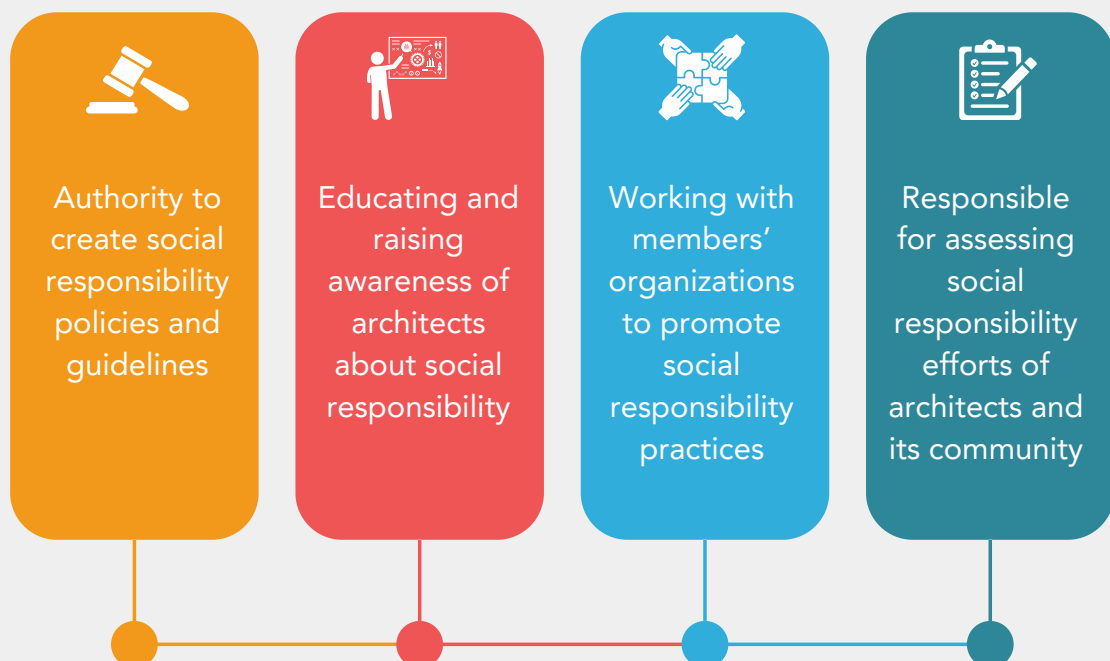 Authority to
create social
responsibility
policies and
guidelines
Educating and
raising
awareness of
architects
about social
responsibility
Working with
members’
organizations
to promote
social
responsibility
practices
Responsible
for assessing
social
responsibility
efforts of
architects and
its community